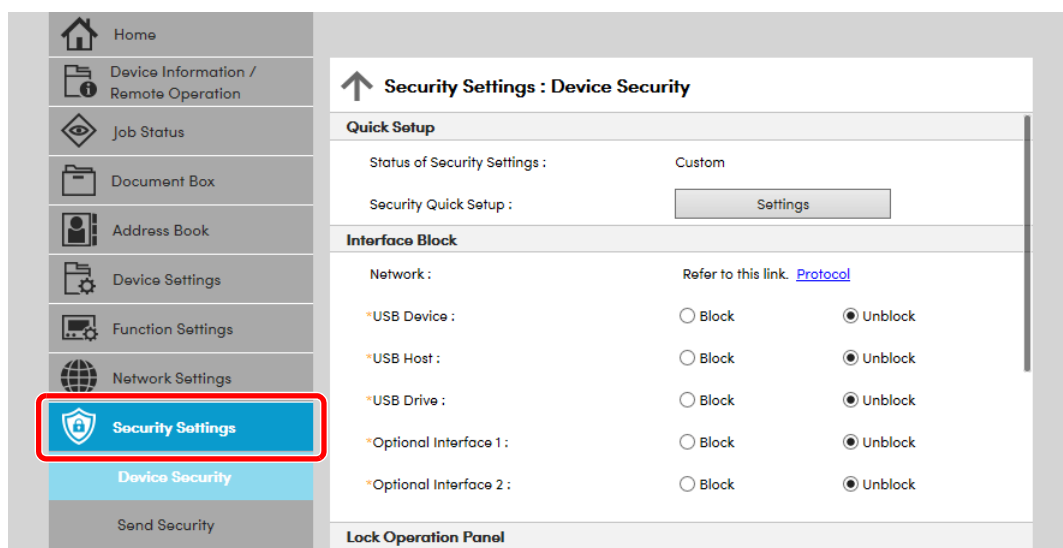 Home
Device Information /
Remote Operation
Job Status
Document Box
Address Book
Device Settings
Function Settings
Network Settings
Security Settings
Device Security
Send Security
Security Settings : Device Security
Quick Setup
Status of Security Settings : Custom
Security Quick Setup : Settings
Interface Block
Network : Refer to this link. Protocol
*USB Device : Block Unblock
*USB Host : Block Unblock
*USB Drive : Block Unblock
*Optional Interface 1 : Block Unblock
*Optional Interface 2 : Block Unblock
Lock Operation Panel